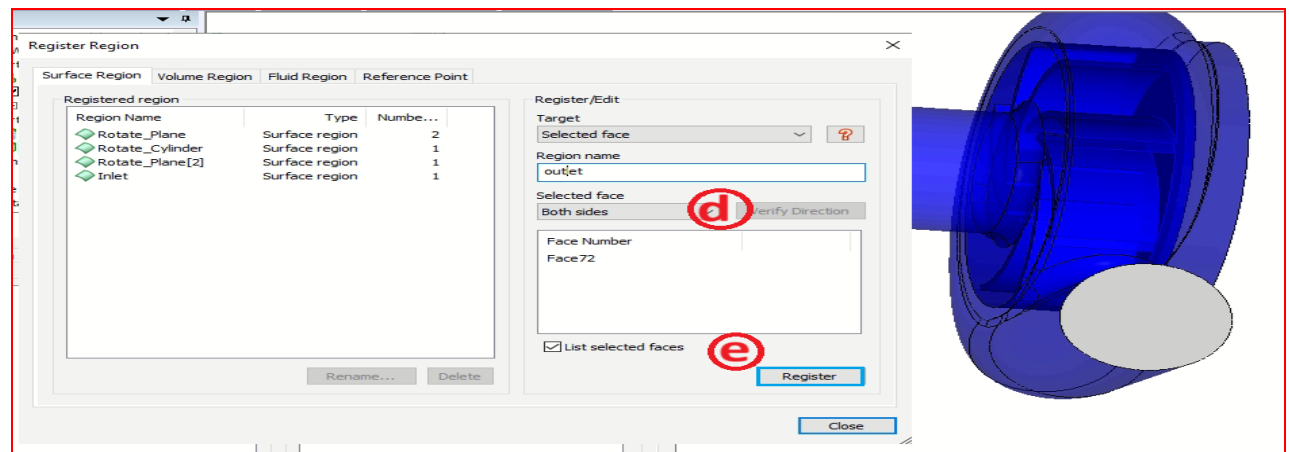 Register Region
Surface Region Volume Region Fluid Region Reference Point
Registered region
Region Name Type Numbe...
Rotate_Plane Surface region 2
Rotate_Cylinder Surface region 1
Rotate_Plane[2] Surface region 1
Inlet Surface region 1
Rename... Delete
Register/Edit
Target
Selected face
Region name
outlet
Selected face
Both sides d Verify Direction
Face Number
Face72
List selected faces e
Register
Close